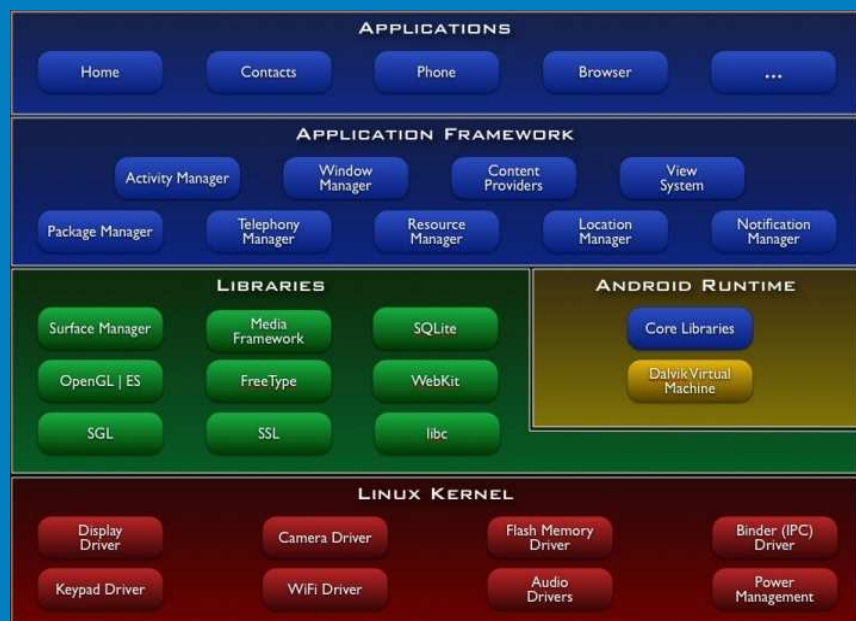 APPLICATIONS
Home
Contacts
Phone
Browser
...
APPLICATION FRAMEWORK
Activity Manager
Window
Manager
Content
Providers
View
System
Package Manager
Telephony
Manager
Resource
Manager
Location
Manager
Notification
Manager
LIBRARIES
Surface Manager
Media
Framework
SQLite
OpenGL | ES
FreeType
WebKit
SGL
SSL
libc
ANDROID RUNTIME
Core Libraries
Dalvik Virtual
Machine
LINUX KERNEL
Display
Driver
Camera Driver
Flash Memory
Driver
Binder (IPC)
Driver
Keypad Driver
WiFi Driver
Audio
Drivers
Power
Management